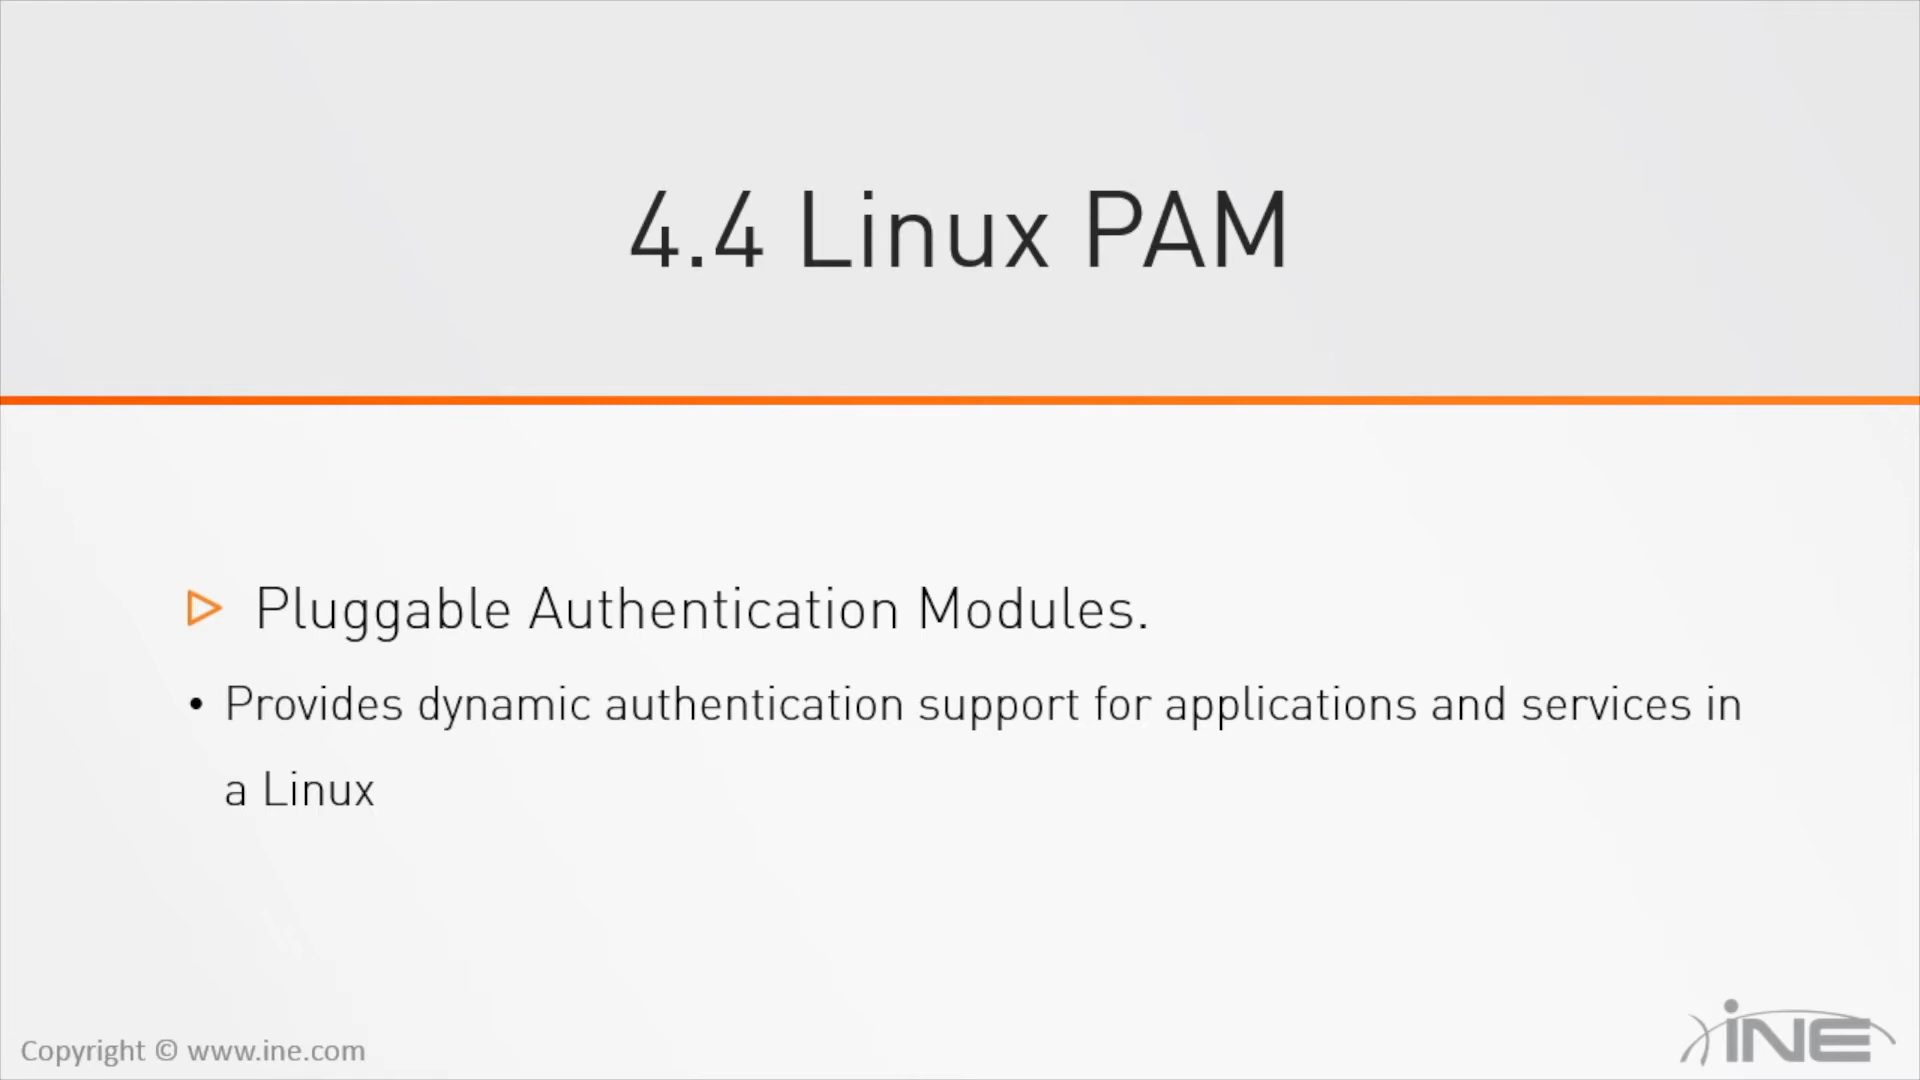 4.4 Linux PAM
Pluggable Authentication Modules.
• Provides dynamic authentication support for applications and services in
a Linux
Copyright © www.ine.com
iNE